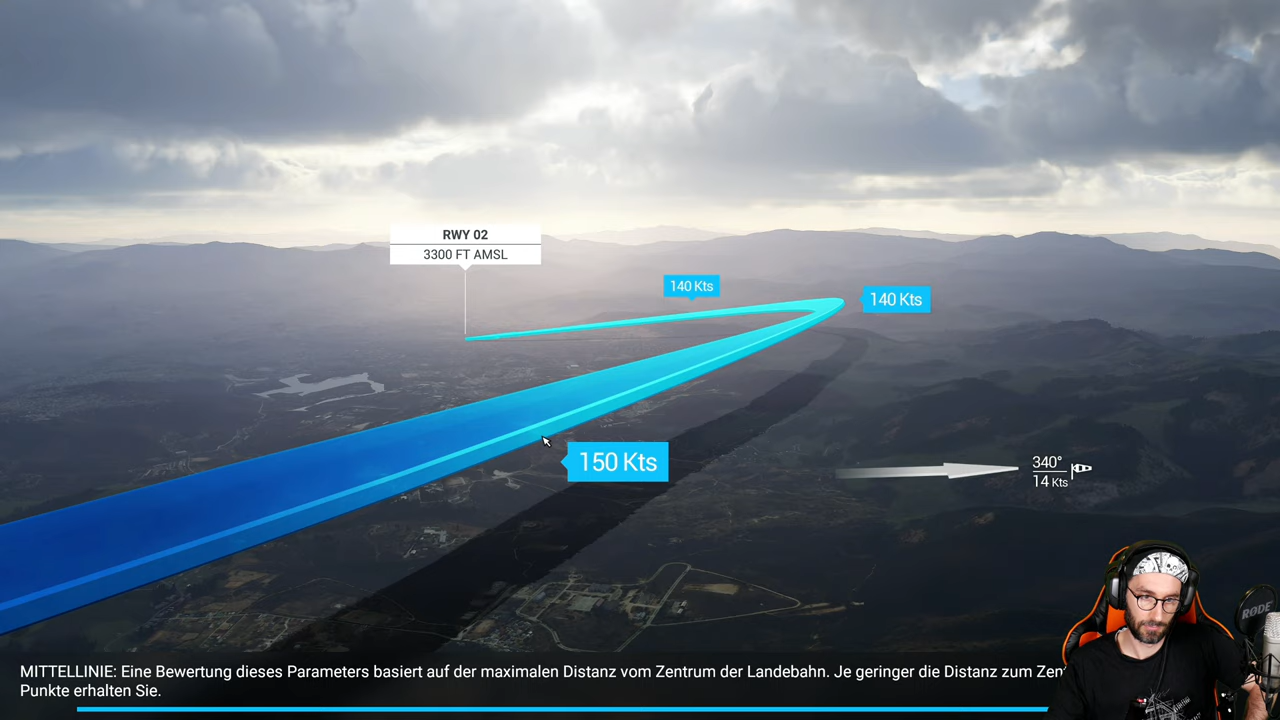 RWY 02
3300 FT AMSL
140 Kts
140 Kts
150 Kts
340°
14 Kts
RØDE
MITTELLINIE: Eine Bewertung dieses Parameters basiert auf der maximalen Distanz vom Zentrum der Landebahn. Je geringer die Distanz zum
Punkte erhalten Sie.